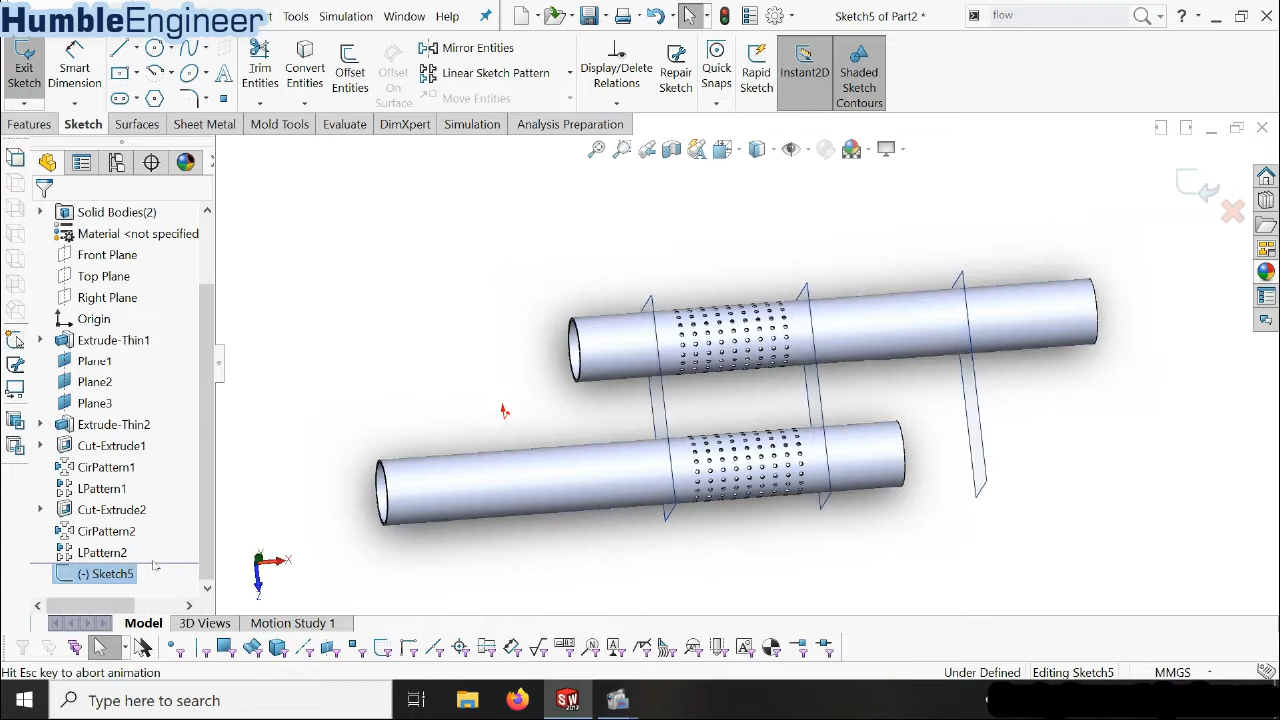 HumbleEngineer
Tools
Simulation
Window
Help
Sketch5 of Part2
flow
?
Exit
Sketch
Smart
Dimension
Trim
Entities
Convert
Entities
Offset
Entities
Offset
On
Surface
Mirror Entities
Linear Sketch Pattern
Move Entities
Display/Delete
Relations
Repair
Sketch
Quick
Snaps
Rapid
Sketch
Instant2D
Shaded
Sketch
Contours
Features
Sketch
Surfaces
Sheet Metal
Mold Tools
Evaluate
DimXpert
Simulation
Analysis Preparation
Solid Bodies(2)
Material <not specified
Front Plane
Top Plane
Right Plane
Origin
Extrude-Thin1
Plane1
Plane2
Plane3
Extrude-Thin2
Cut-Extrude1
CirPattern1
LPattern1
Cut-Extrude2
CirPattern2
LPattern2
(-) Sketch5
Y
X
Z
Model
3D Views
Motion Study 1
Hit Esc key to abort animation
Under Defined
Editing Sketch5
MMGS
Type here to search
SW
2019